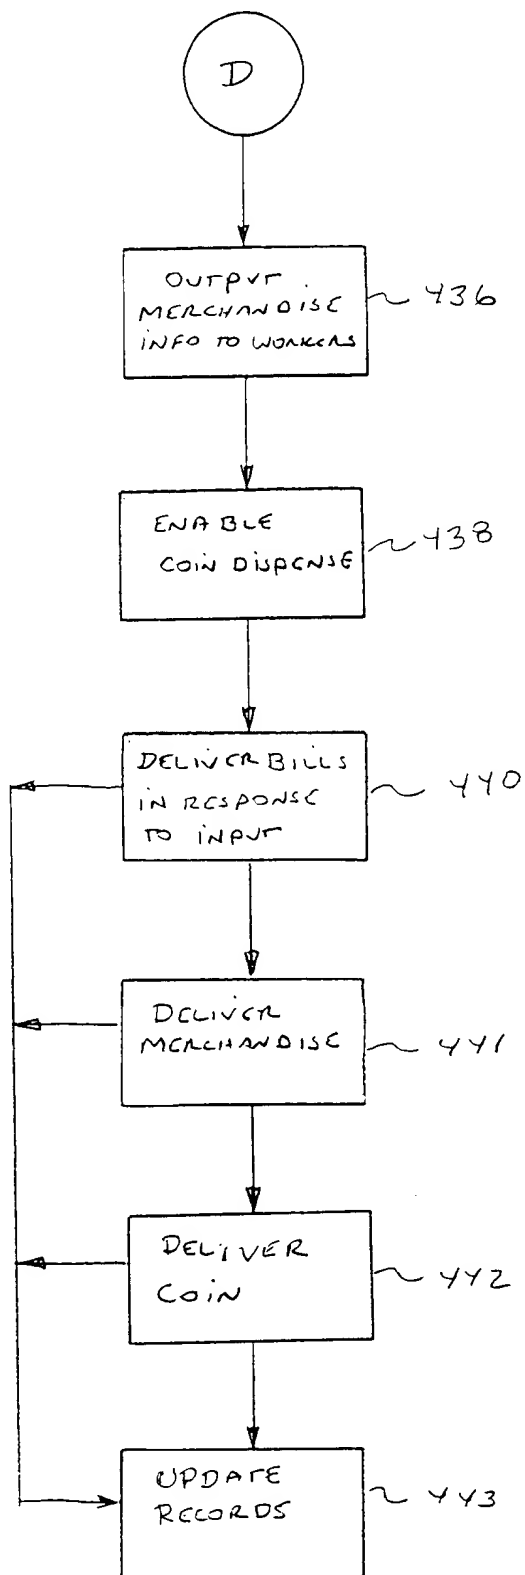 D
OUTPUT
MERCHANDISE
INFO TO WORKERS
436
ENABLE
COIN DISPENSE
438
DELIVER BILLS
IN RESPONSE
TO INPUT
440
DELIVER
MERCHANDISE
441
DELIVER
COIN
442
UPDATE
RECORDS
443